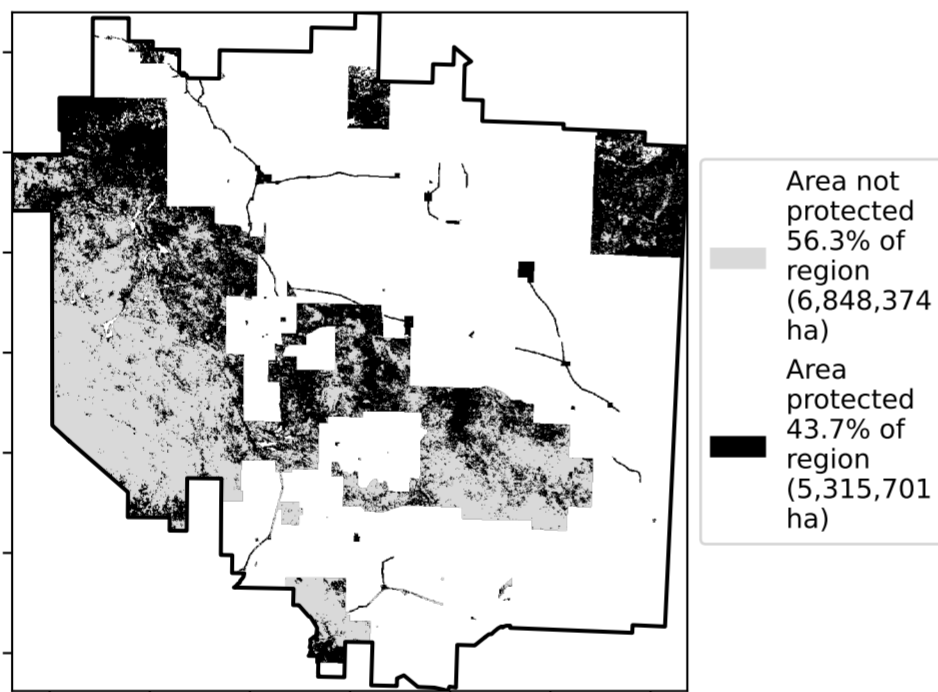 Area not
protected
56.3% of
region
(6,848,374
ha)
Area
protected
43.7% of
region
(5,315,701
ha)